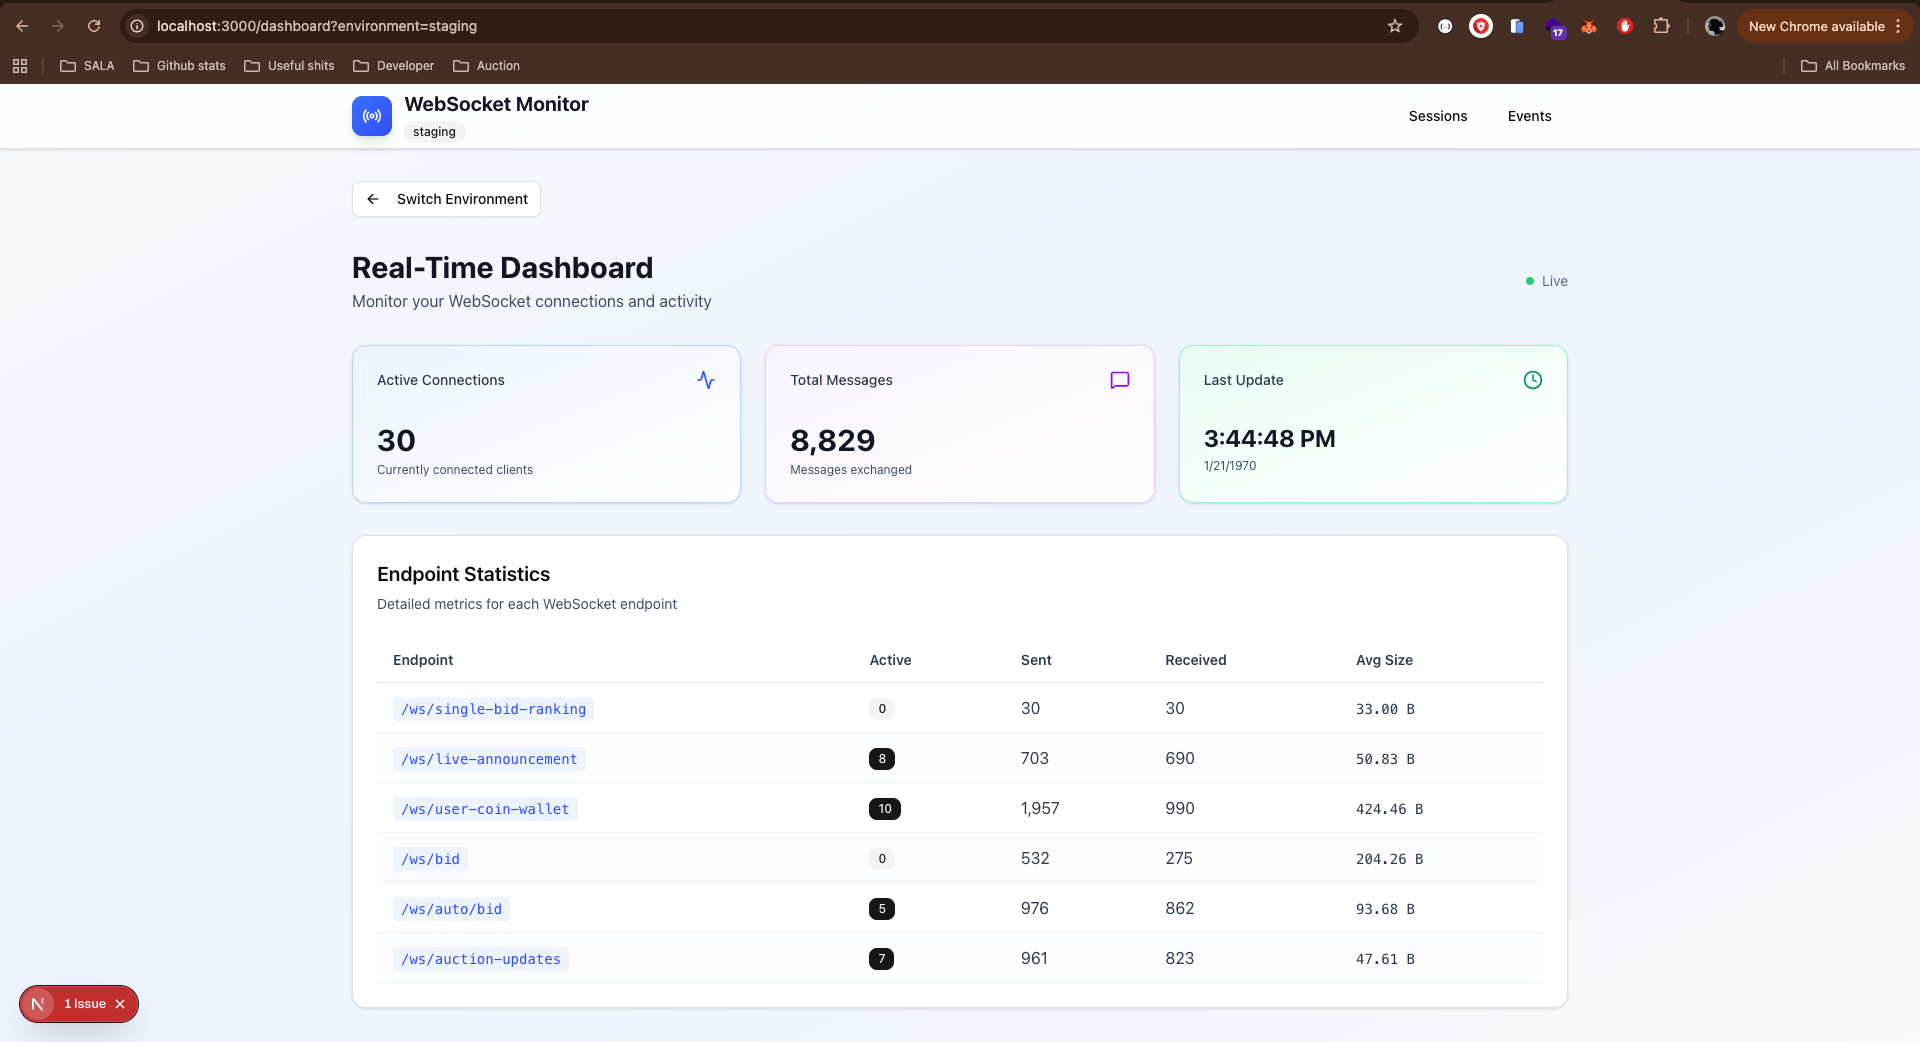 localhost:3000/dashboard?environment=staging
17
New Chrome available
SALA
Github stats
Useful shits
Developer
Auction
All Bookmarks
WebSocket Monitor
staging
Sessions
Events
Switch Environment
Real-Time Dashboard
Monitor your WebSocket connections and activity
Live
Active Connections
30
Currently connected clients
Total Messages
8,829
Messages exchanged
Last Update
3:44:48 PM
1/21/1970
Endpoint Statistics
Detailed metrics for each WebSocket endpoint
Endpoint Active Sent Received Avg Size
/ws/single-bid-ranking 0 30 30 33.00 B
/ws/live-announcement 8 703 690 50.83 B
/ws/user-coin-wallet 10 1,957 990 424.46 B
/ws/bid 0 532 275 204.26 B
/ws/auto/bid 5 976 862 93.68 B
/ws/auction-updates 7 961 823 47.61 B
N 1 Issue